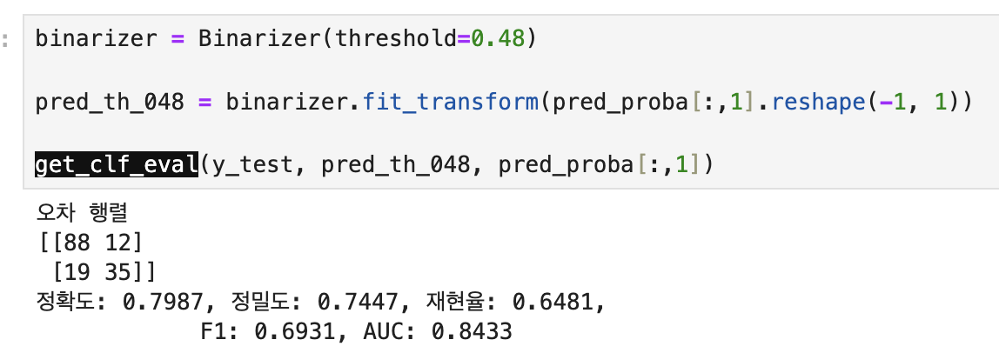 :
binarizer = Binarizer(threshold=0.48)
pred_th_048 = binarizer.fit_transform(pred_proba[:,1].reshape(-1, 1))
get_clf_eval(y_test, pred_th_048, pred_proba[:,1])
오차 행렬
[[88 12]
 [19 35]]
정확도: 0.7987, 정밀도: 0.7447, 재현율: 0.6481,
F1: 0.6931, AUC: 0.8433